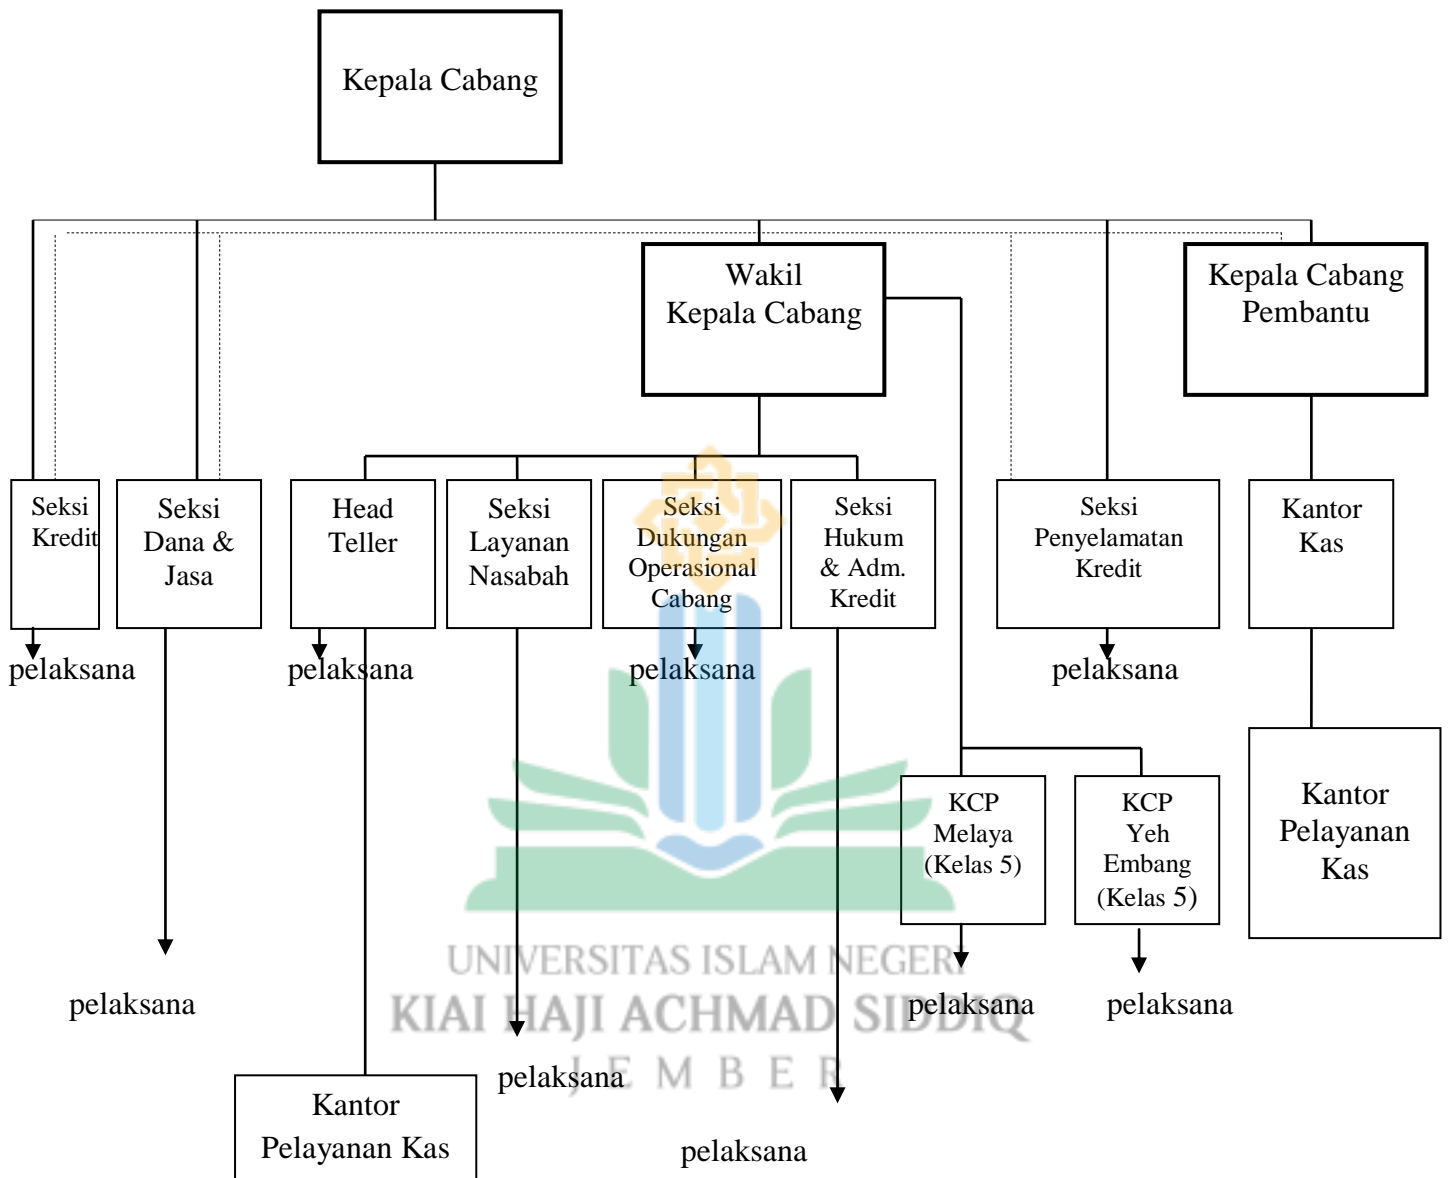 Kepala Cabang
Wakil
Kepala Cabang
Kepala Cabang
Pembantu
Seksi
Kredit
Seksi
Dana &
Jasa
Head
Teller
Seksi
Layanan
Nasabah
Seksi
Dukungan
Operasional
Cabang
Seksi
Hukum
& Adm.
Kredit
Seksi
Penyelamatan
Kredit
Kantor
Kas
pelaksana
pelaksana
pelaksana
pelaksana
KCP
Melaya
(Kelas 5)
KCP
Yeh
Embang
(Kelas 5)
Kantor
Pelayanan
Kas
UNIVERSITAS ISLAM NEGERI
KIAI HAJI ACHMAD SIDDIQ
JEMBER
pelaksana
pelaksana
pelaksana
pelaksana
Kantor
Pelayanan Kas
pelaksana